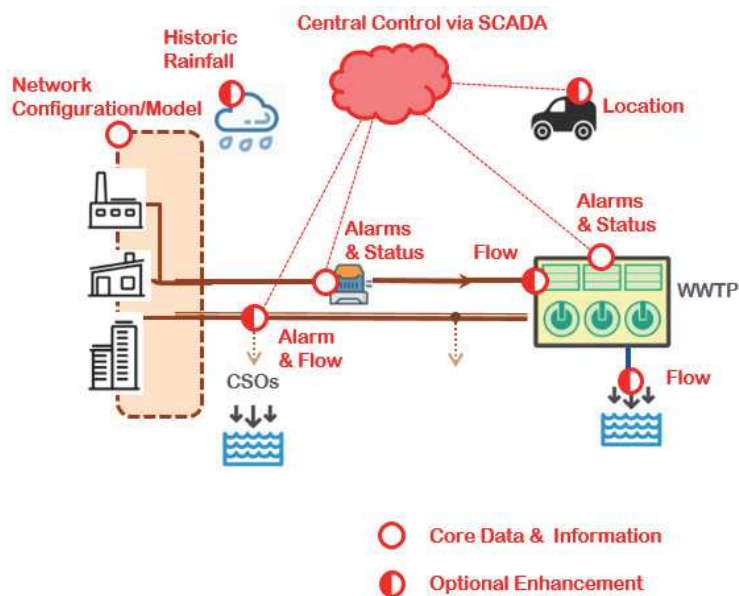 Central Control via SCADA
Historic
Rainfall
Network
Configuration/Model
Location
Alarms
& Status
Alarms
& Status
Flow
WWTP
Alarm
& Flow
CSOs
Flow
Core Data & Information
Optional Enhancement